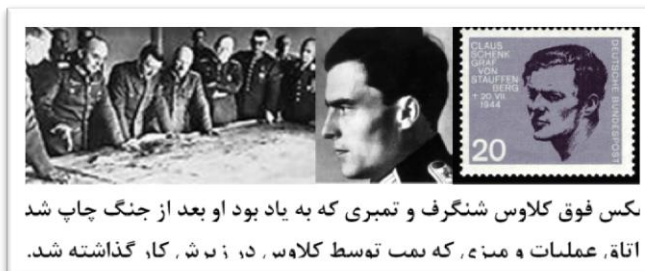 CLAUS
SCHENK
GRAF
VON
STAUFFEN
BERG
† 20. VII.
1944
DEUTSCHE BUNDESPOST
20
عکس فوق کلاوس شنگرف و تمبری که به یاد بود او بعد از جنگ چاپ شد
اتاق عملیات و میزی که بمب توسط کلاوس در زیرش کار گذاشته شد.